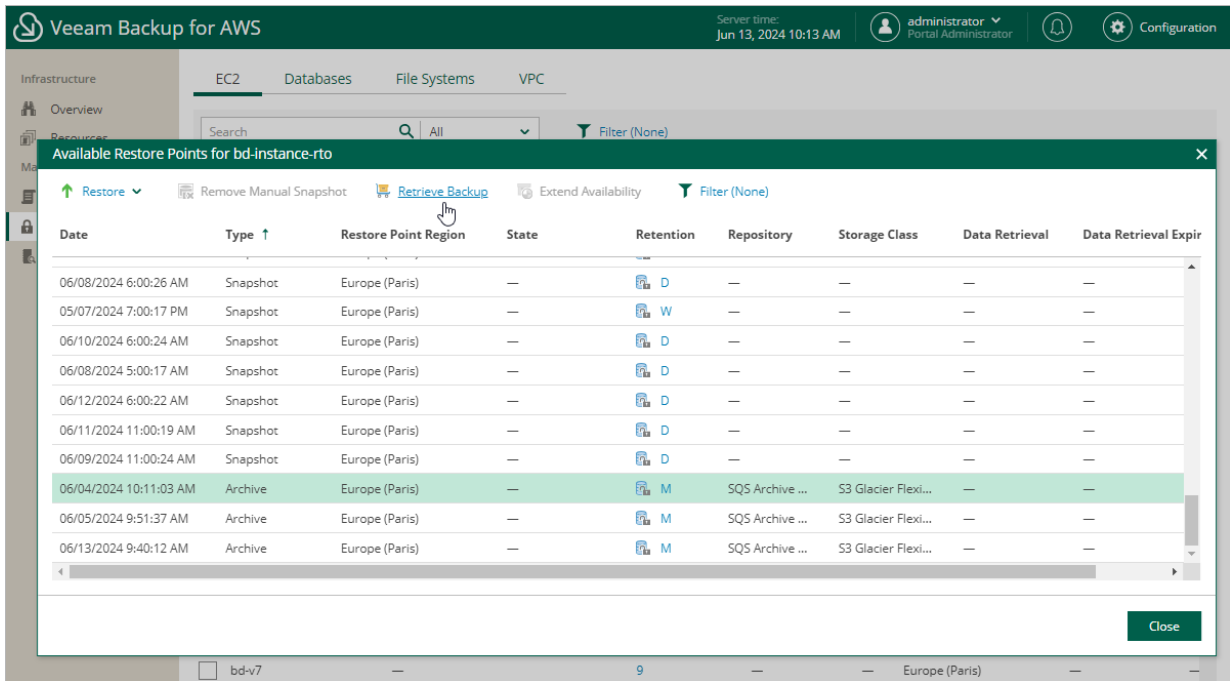 Veeam Backup for AWS
Server time:
Jun 13, 2024 10:13 AM
administrator
Portal Administrator
Configuration
Infrastructure
Overview
Resources
Ma
EC2 Databases File Systems VPC
Search All Filter (None)
Available Restore Points for bd-instance-rto
Restore Remove Manual Snapshot Retrieve Backup Extend Availability Filter (None)
Date Type ↑ Restore Point Region State Retention Repository Storage Class Data Retrieval Data Retrieval Expir
06/08/2024 6:00:26 AM Snapshot Europe (Paris) — D — — — —
05/07/2024 7:00:17 PM Snapshot Europe (Paris) — W — — — —
06/10/2024 6:00:24 AM Snapshot Europe (Paris) — D — — — —
06/08/2024 5:00:17 AM Snapshot Europe (Paris) — D — — — —
06/12/2024 6:00:22 AM Snapshot Europe (Paris) — D — — — —
06/11/2024 11:00:19 AM Snapshot Europe (Paris) — D — — — —
06/09/2024 11:00:24 AM Snapshot Europe (Paris) — D — — — —
06/04/2024 10:11:03 AM Archive Europe (Paris) — M SQS Archive ... S3 Glacier Flexi... — —
06/05/2024 9:51:37 AM Archive Europe (Paris) — M SQS Archive ... S3 Glacier Flexi... — —
06/13/2024 9:40:12 AM Archive Europe (Paris) — M SQS Archive ... S3 Glacier Flexi... — —
Close
bd-v7 — 9 — — Europe (Paris) — —